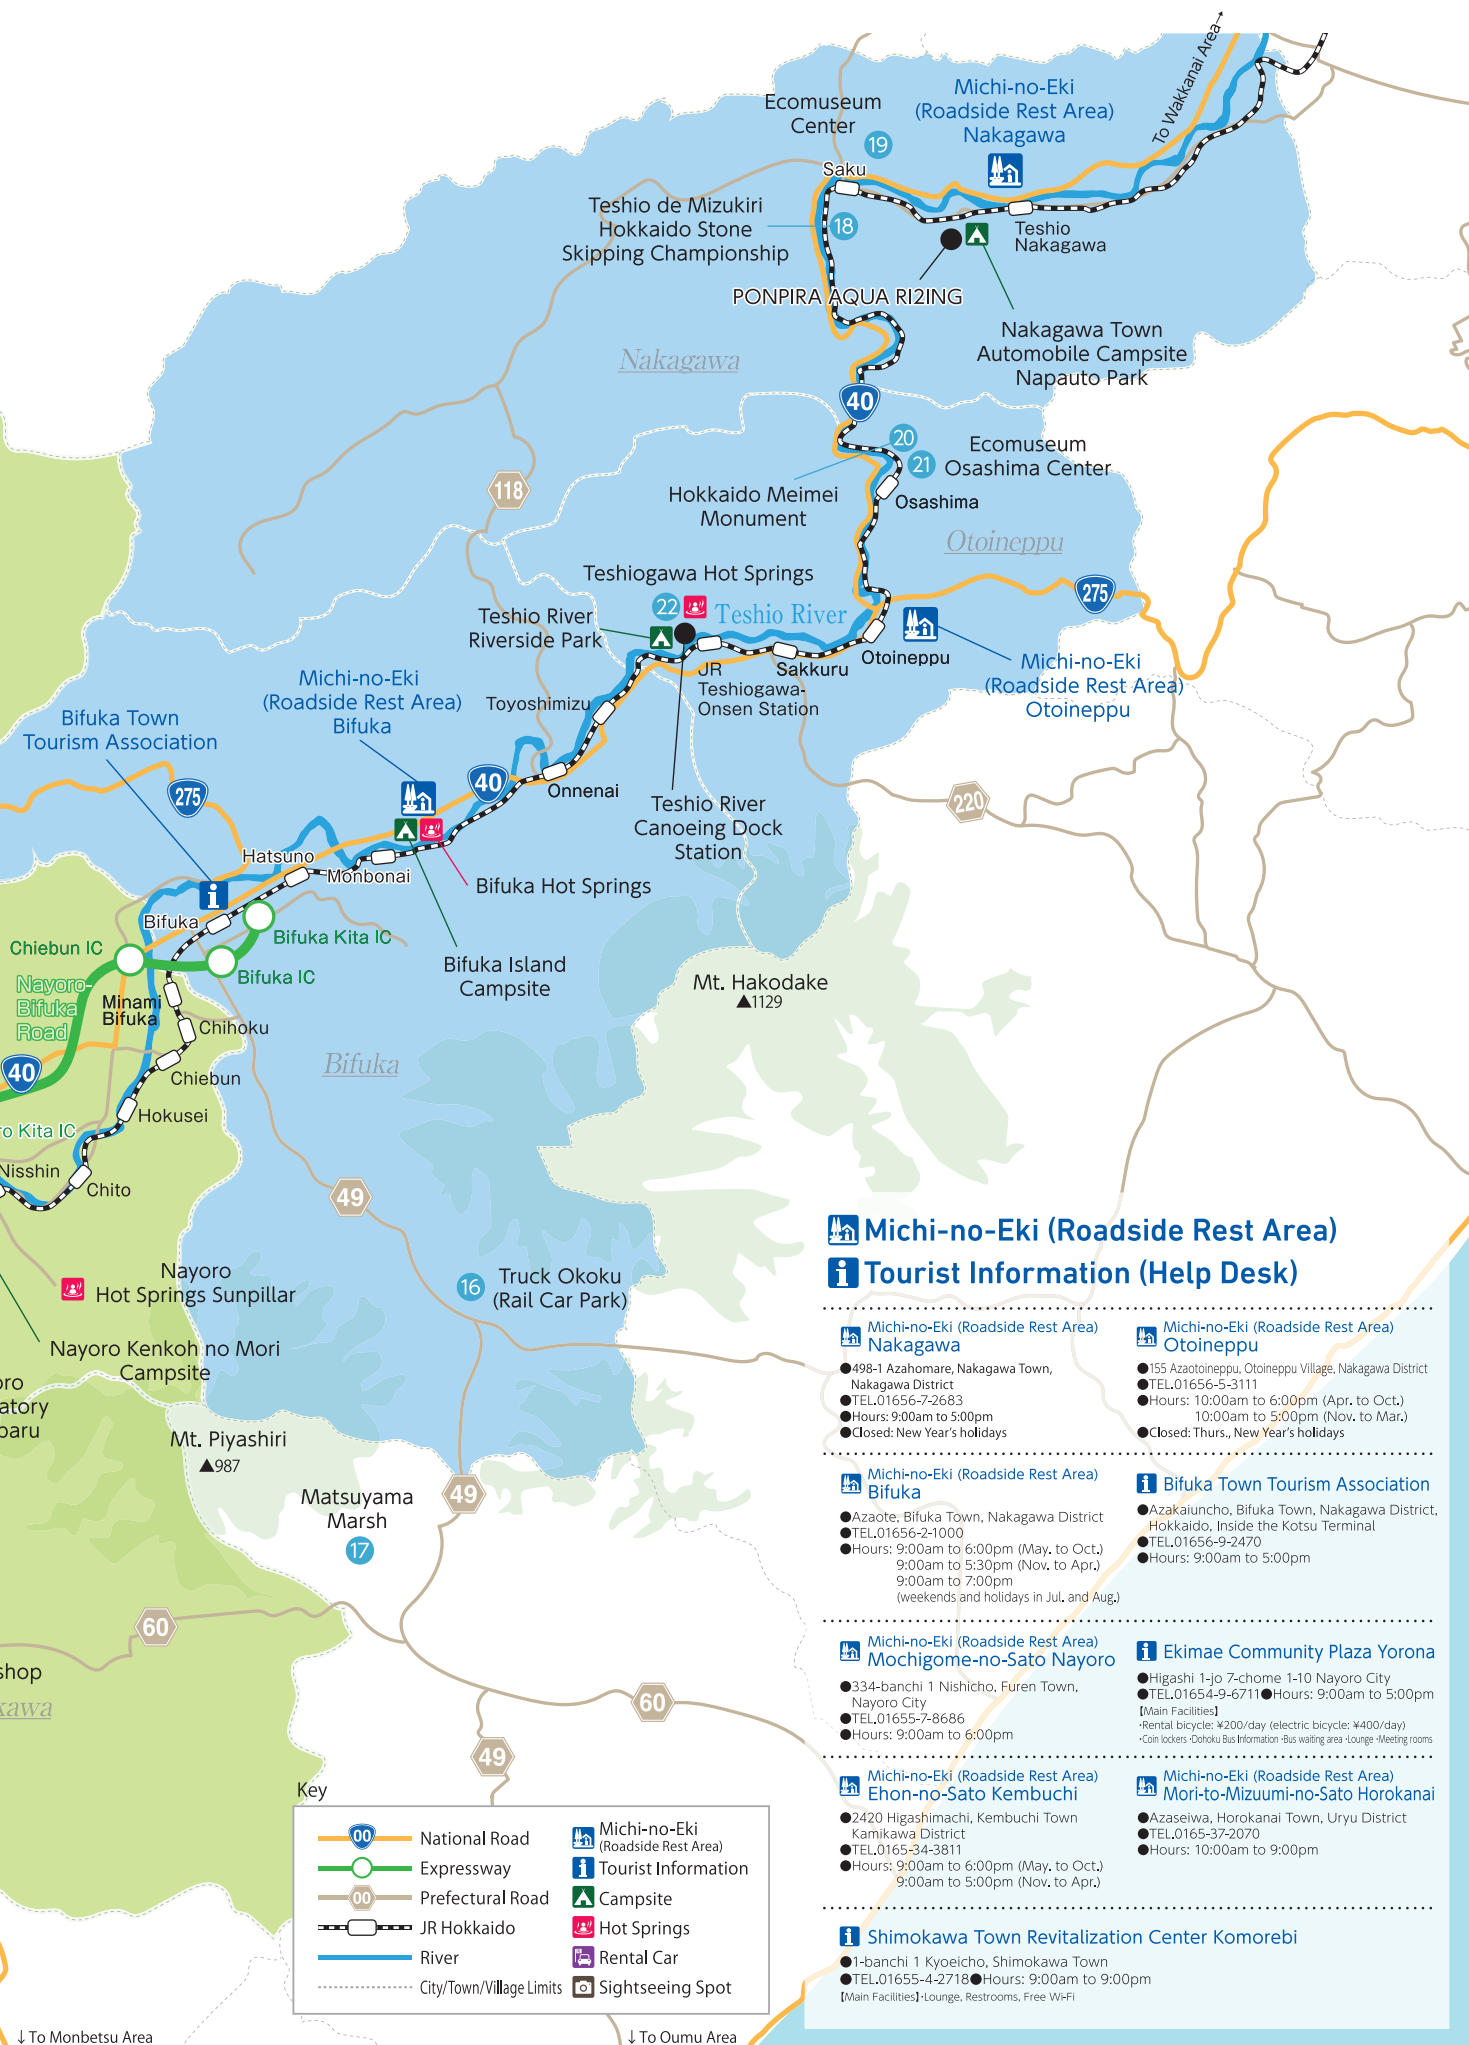 To Wakkanai Area→
Ecomuseum
Center
19
Michi-no-Eki
(Roadside Rest Area)
Nakagawa
Saku
Teshio de Mizukiri
Hokkaido Stone
Skipping Championship
18
Teshio
Nakagawa
PONPIRA AQUA RI2ING
Nakagawa Town
Automobile Campsite
Napauto Park
Nakagawa
40
20
21
Ecomuseum
Osashima Center
118
Hokkaido Meimei
Monument
Osashima
Otoineppu
Teshiogawa Hot Springs
22
Teshio River
275
Teshio River
Riverside Park
Otoineppu
Sakkuru
JR
Teshiogawa-
Onsen Station
Michi-no-Eki
(Roadside Rest Area)
Otoineppu
Michi-no-Eki
(Roadside Rest Area)
Bifuka
Toyoshimizu
Bifuka Town
Tourism Association
275
40
Onnenai
220
Teshio River
Canoeing Dock
Station
Hatsuno
Monbonai
Bifuka Hot Springs
Bifuka
Bifuka Kita IC
Chiebun IC
Bifuka IC
Bifuka Island
Campsite
Mt. Hakodake
▲1129
Nayoro-
Bifuka
Road
Minami
Bifuka
Chihoku
Bifuka
40
Chiebun
Hokusei
ro Kita IC
Nisshin
Chito
49
Nayoro
Hot Springs Sunpillar
16
Truck Okoku
(Rail Car Park)
Nayoro Kenkoh no Mori
Campsite
oro
atory
baru
Mt. Piyashiri
▲987
49
Matsuyama
Marsh
17
60
shop
kawa
60
49
Key
00
National Road
Expressway
00
Prefectural Road
JR Hokkaido
River
City/Town/Village Limits
Michi-no-Eki
(Roadside Rest Area)
Tourist Information
Campsite
Hot Springs
Rental Car
Sightseeing Spot
↓To Monbetsu Area
↓To Oumu Area
Michi-no-Eki (Roadside Rest Area)
Tourist Information (Help Desk)
Michi-no-Eki (Roadside Rest Area)
Nakagawa
●498-1 Azahomare, Nakagawa Town,
Nakagawa District
●TEL.01656-7-2683
●Hours: 9:00am to 5:00pm
●Closed: New Year's holidays
Michi-no-Eki (Roadside Rest Area)
Otoineppu
●155 Azaotoineppu, Otoineppu Village, Nakagawa District
●TEL.01656-5-3111
●Hours: 10:00am to 6:00pm (Apr. to Oct.)
10:00am to 5:00pm (Nov. to Mar.)
●Closed: Thurs., New Year's holidays
Michi-no-Eki (Roadside Rest Area)
Bifuka
●Azaote, Bifuka Town, Nakagawa District
●TEL.01656-2-1000
●Hours: 9:00am to 6:00pm (May. to Oct.)
9:00am to 5:30pm (Nov. to Apr.)
9:00am to 7:00pm
(weekends and holidays in Jul. and Aug.)
Bifuka Town Tourism Association
●Azakaiuncho, Bifuka Town, Nakagawa District,
Hokkaido, Inside the Kotsu Terminal
●TEL.01656-9-2470
●Hours: 9:00am to 5:00pm
Michi-no-Eki (Roadside Rest Area)
Mochigome-no-Sato Nayoro
●334-banchi 1 Nishicho, Furen Town,
Nayoro City
●TEL.01655-7-8686
●Hours: 9:00am to 6:00pm
Ekimae Community Plaza Yorona
●Higashi 1-jo 7-chome 1-10 Nayoro City
●TEL.01654-9-6711●Hours: 9:00am to 5:00pm
【Main Facilities】
･Rental bicycle: ¥200/day (electric bicycle: ¥400/day)
･Coin lockers ･Dohoku Bus Information ･Bus waiting area ･Lounge ･Meeting rooms
Michi-no-Eki (Roadside Rest Area)
Ehon-no-Sato Kembuchi
●2420 Higashimachi, Kembuchi Town
Kamikawa District
●TEL.0165-34-3811
●Hours: 9:00am to 6:00pm (May. to Oct.)
9:00am to 5:00pm (Nov. to Apr.)
Michi-no-Eki (Roadside Rest Area)
Mori-to-Mizuumi-no-Sato Horokanai
●Azaseiwa, Horokanai Town, Uryu District
●TEL.0165-37-2070
●Hours: 10:00am to 9:00pm
Shimokawa Town Revitalization Center Komorebi
●1-banchi 1 Kyoeicho, Shimokawa Town
●TEL.01655-4-2718●Hours: 9:00am to 9:00pm
【Main Facilities】･Lounge, Restrooms, Free Wi-Fi